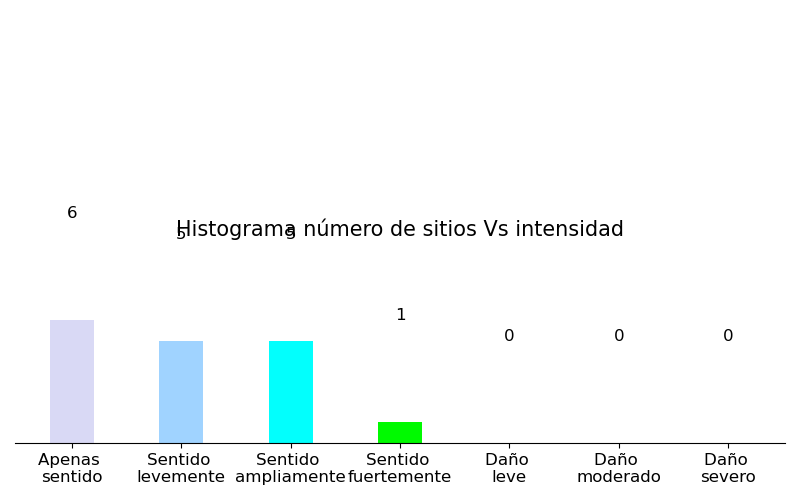 6
Histograma número de sitios Vs intensidad
5
5
1
0
0
0
Apenas
sentido
Sentido
levemente
Sentido
ampliamente
Sentido
fuertemente
Daño
leve
Daño
moderado
Daño
severo